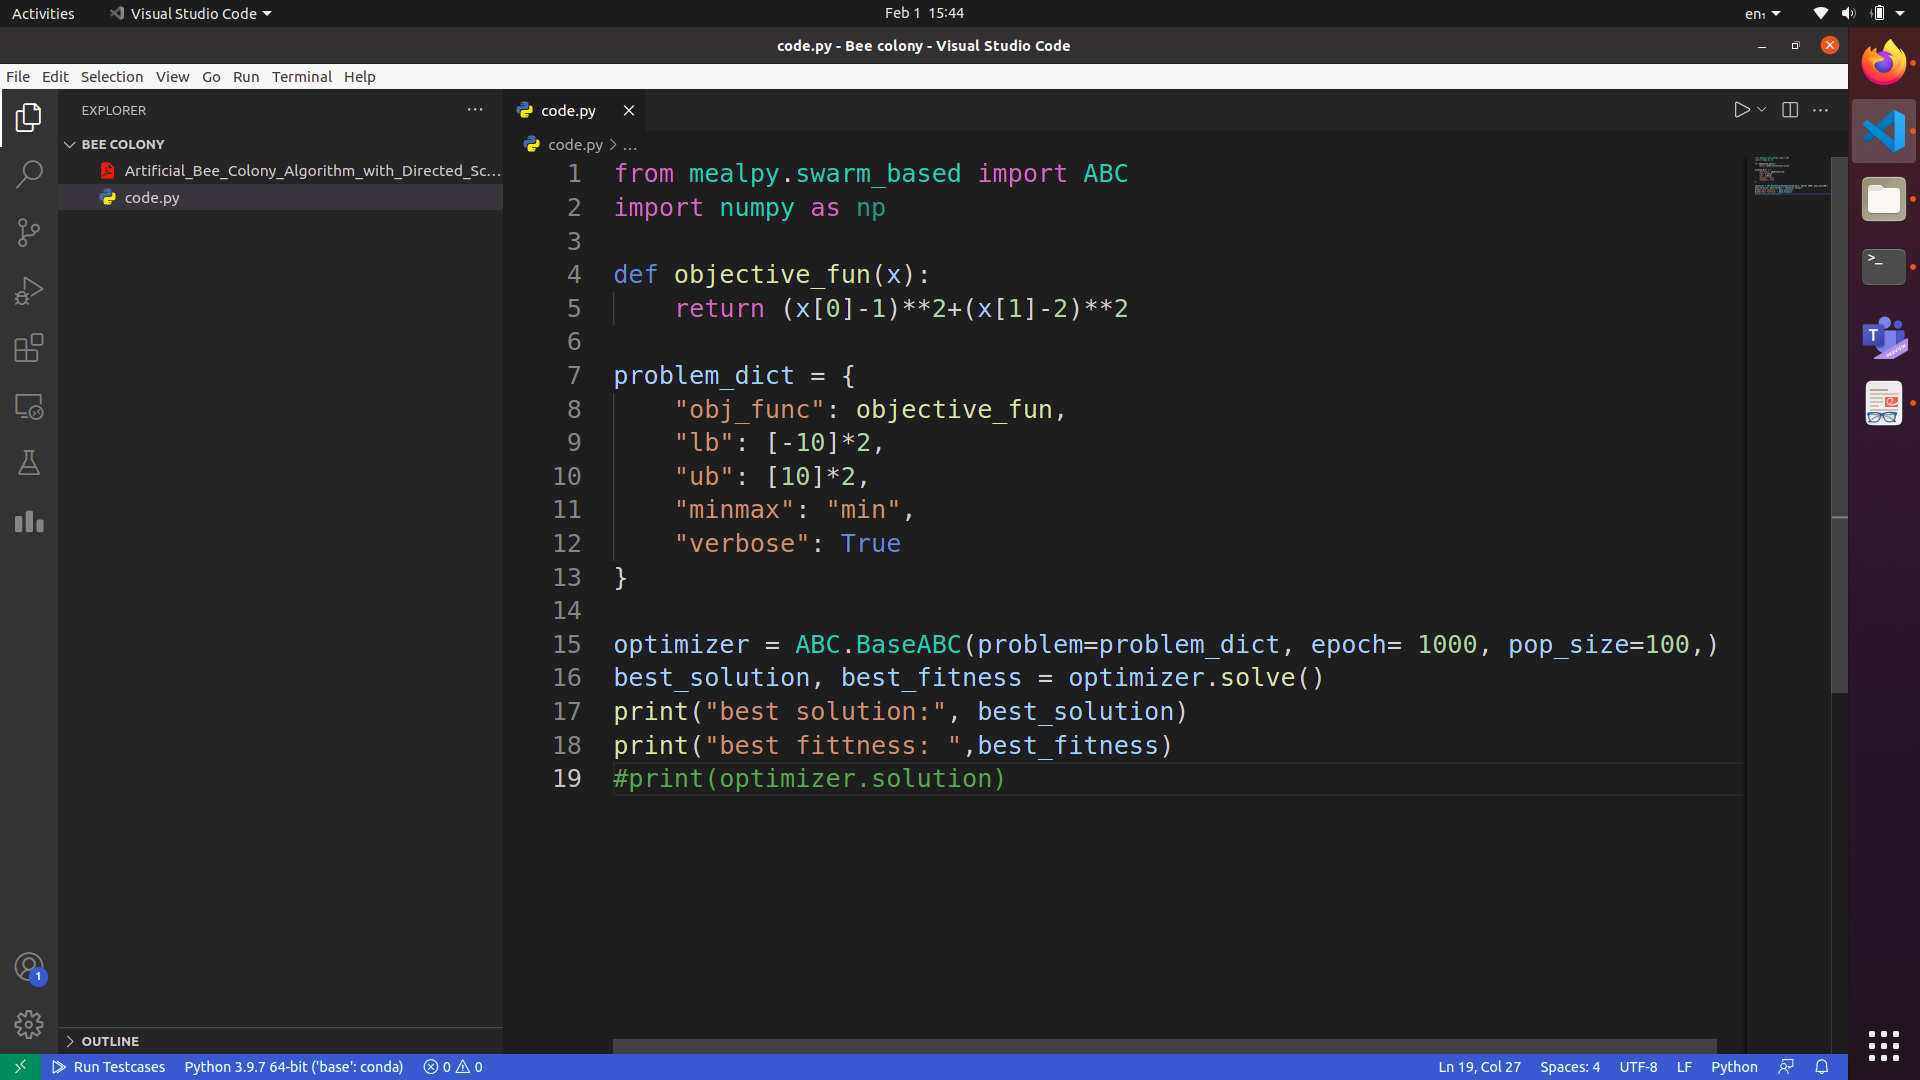 Activities
Visual Studio Code
Feb 1 15:44
en₁
code.py - Bee colony - Visual Studio Code
File Edit Selection View Go Run Terminal Help
EXPLORER
BEE COLONY
Artificial_Bee_Colony_Algorithm_with_Directed_Sc...
code.py
code.py
code.py > ...
1 from mealpy.swarm_based import ABC
2 import numpy as np
3
4 def objective_fun(x):
5     return (x[0]-1)**2+(x[1]-2)**2
6
7 problem_dict = {
8     "obj_func": objective_fun,
9     "lb": [-10]*2,
10     "ub": [10]*2,
11     "minmax": "min",
12     "verbose": True
13 }
14
15 optimizer = ABC.BaseABC(problem=problem_dict, epoch= 1000, pop_size=100,)
16 best_solution, best_fitness = optimizer.solve()
17 print("best solution:", best_solution)
18 print("best fittness: ",best_fitness)
19 #print(optimizer.solution)
1
OUTLINE
Run Testcases Python 3.9.7 64-bit ('base': conda) 0 0 Ln 19, Col 27 Spaces: 4 UTF-8 LF Python
>_
T